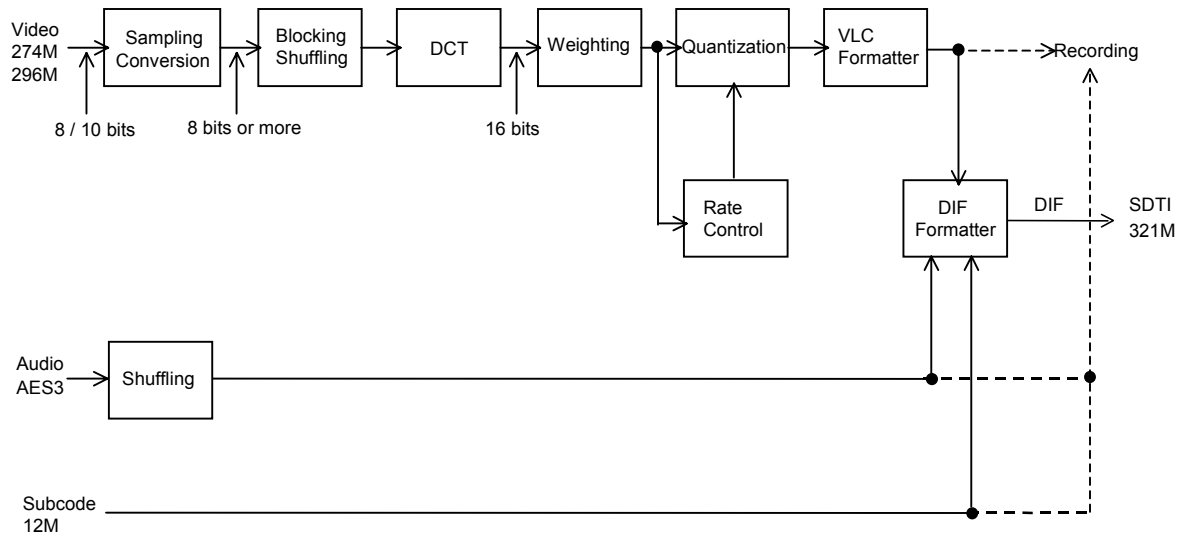 Video
274M
296M
Sampling
Conversion
Blocking
Shuffling
DCT
Weighting
Quantization
VLC
Formatter
Recording
8 / 10 bits
8 bits or more
16 bits
Rate
Control
DIF
Formatter
DIF
SDTI
321M
Audio
AES3
Shuffling
Subcode
12M